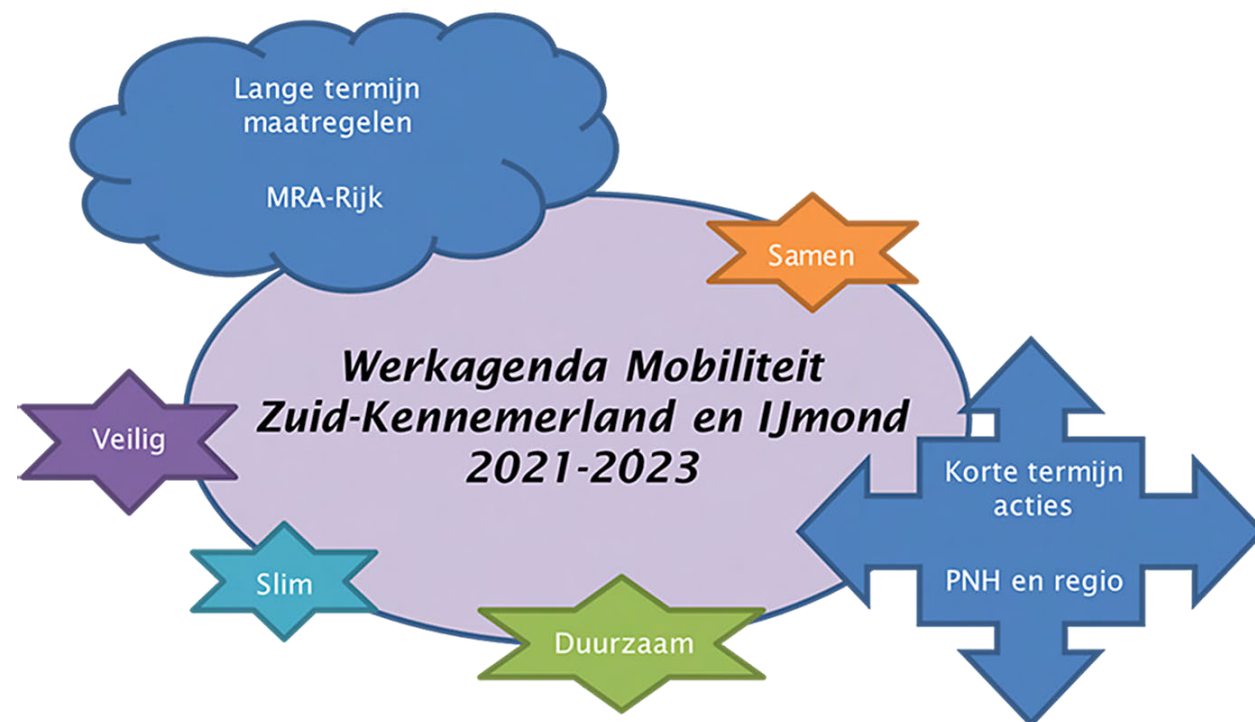 Lange termijn
maatregelen
MRA-Rijk
Samen
Werkagenda Mobiliteit
Zuid-Kennemerland en IJmond
2021-2023
Veilig
Korte termijn
acties
PNH en regio
Slim
Duurzaam